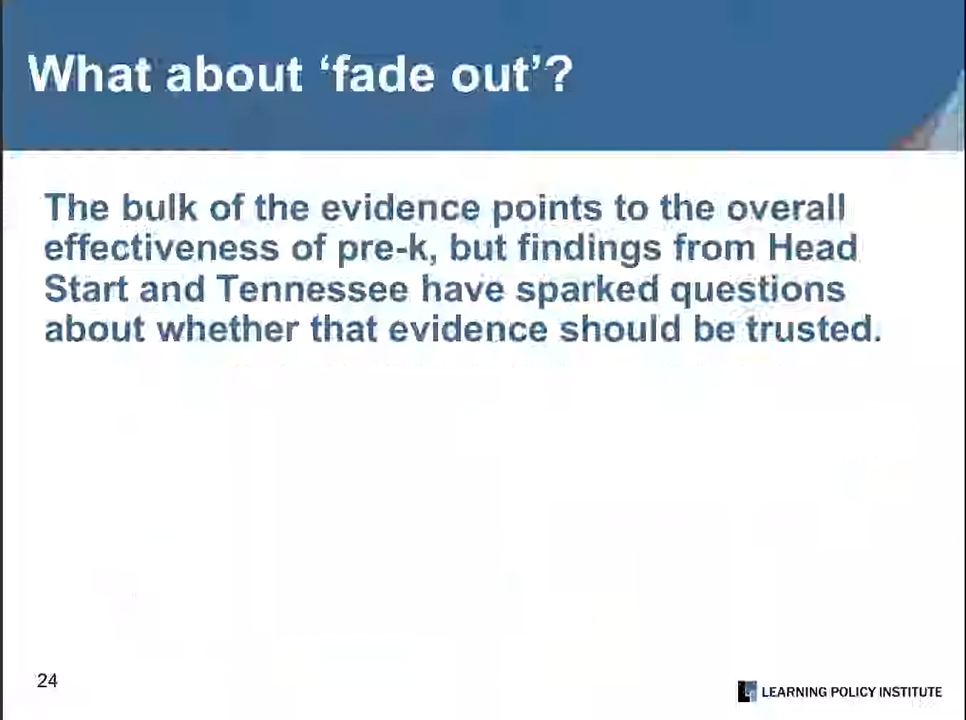 What about ‘fade out’?
The bulk of the evidence points to the overall
effectiveness of pre-k, but findings from Head
Start and Tennessee have sparked questions
about whether that evidence should be trusted.
24
LEARNING POLICY INSTITUTE